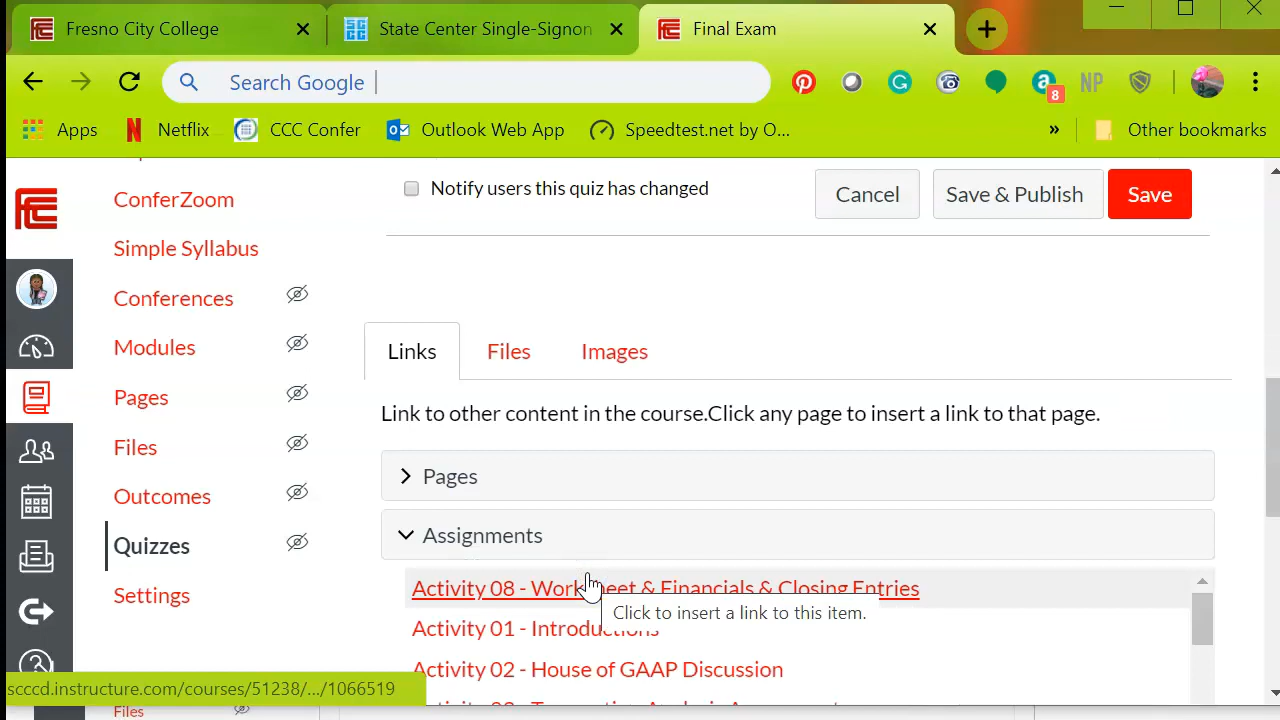 Fresno City College
State Center Single-Signon
Final Exam
Search Google
8
NP
Apps
Netflix
CCC Confer
Outlook Web App
Speedtest.net by O...
»
Other bookmarks
Notify users this quiz has changed
Cancel
Save & Publish
Save
ConferZoom
Simple Syllabus
Conferences
Modules
Pages
Files
Outcomes
Quizzes
Settings
Links
Files
Images
Link to other content in the course.Click any page to insert a link to that page.
Pages
Assignments
Activity 08 - Worksheet & Financials & Closing Entries
Click to insert a link to this item.
Activity 01 - Introductions
Activity 02 - House of GAAP Discussion
scccd.instructure.com/courses/51238/.../1066519
Files